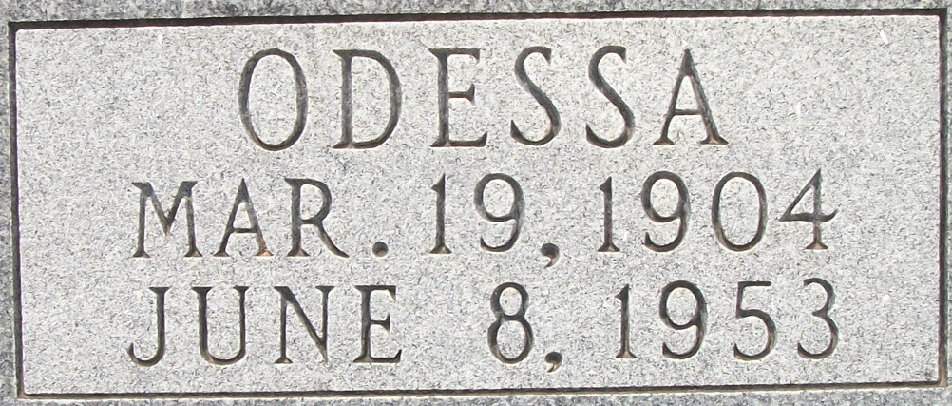 ODESSA
MAR. 19, 1904
JUNE 8, 1953